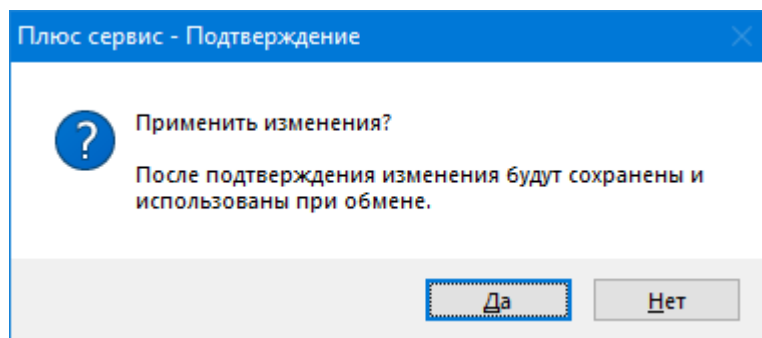 Плюс сервис - Подтверждение
Применить изменения?
После подтверждения изменения будут сохранены и
использованы при обмене.
Да
Нет